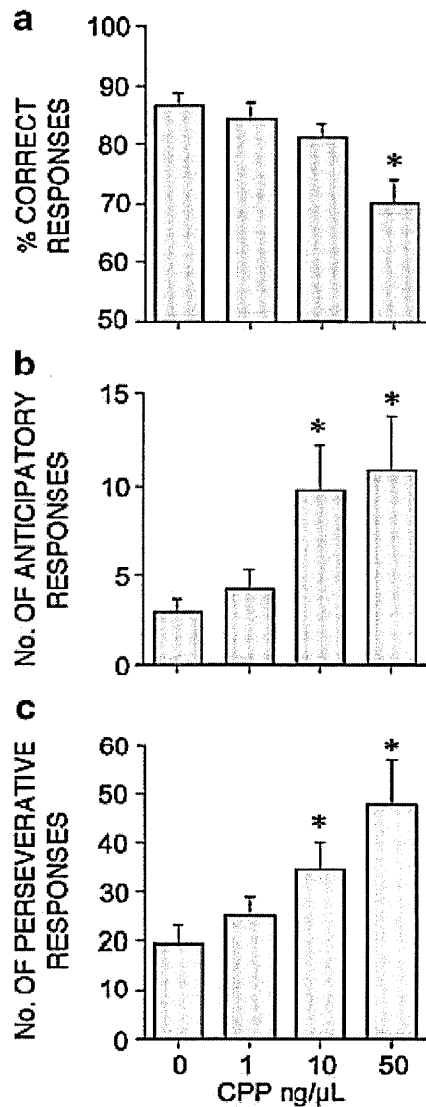 a
% CORRECT
RESPONSES
100
90
80
70
60
50
*
b
No. OF ANTICIPATORY
RESPONSES
15
10
5
0
*
*
c
No. OF PERSEVERATIVE
RESPONSES
60
50
40
30
20
10
0
*
*
0 1 10 50
CPP ng/µL